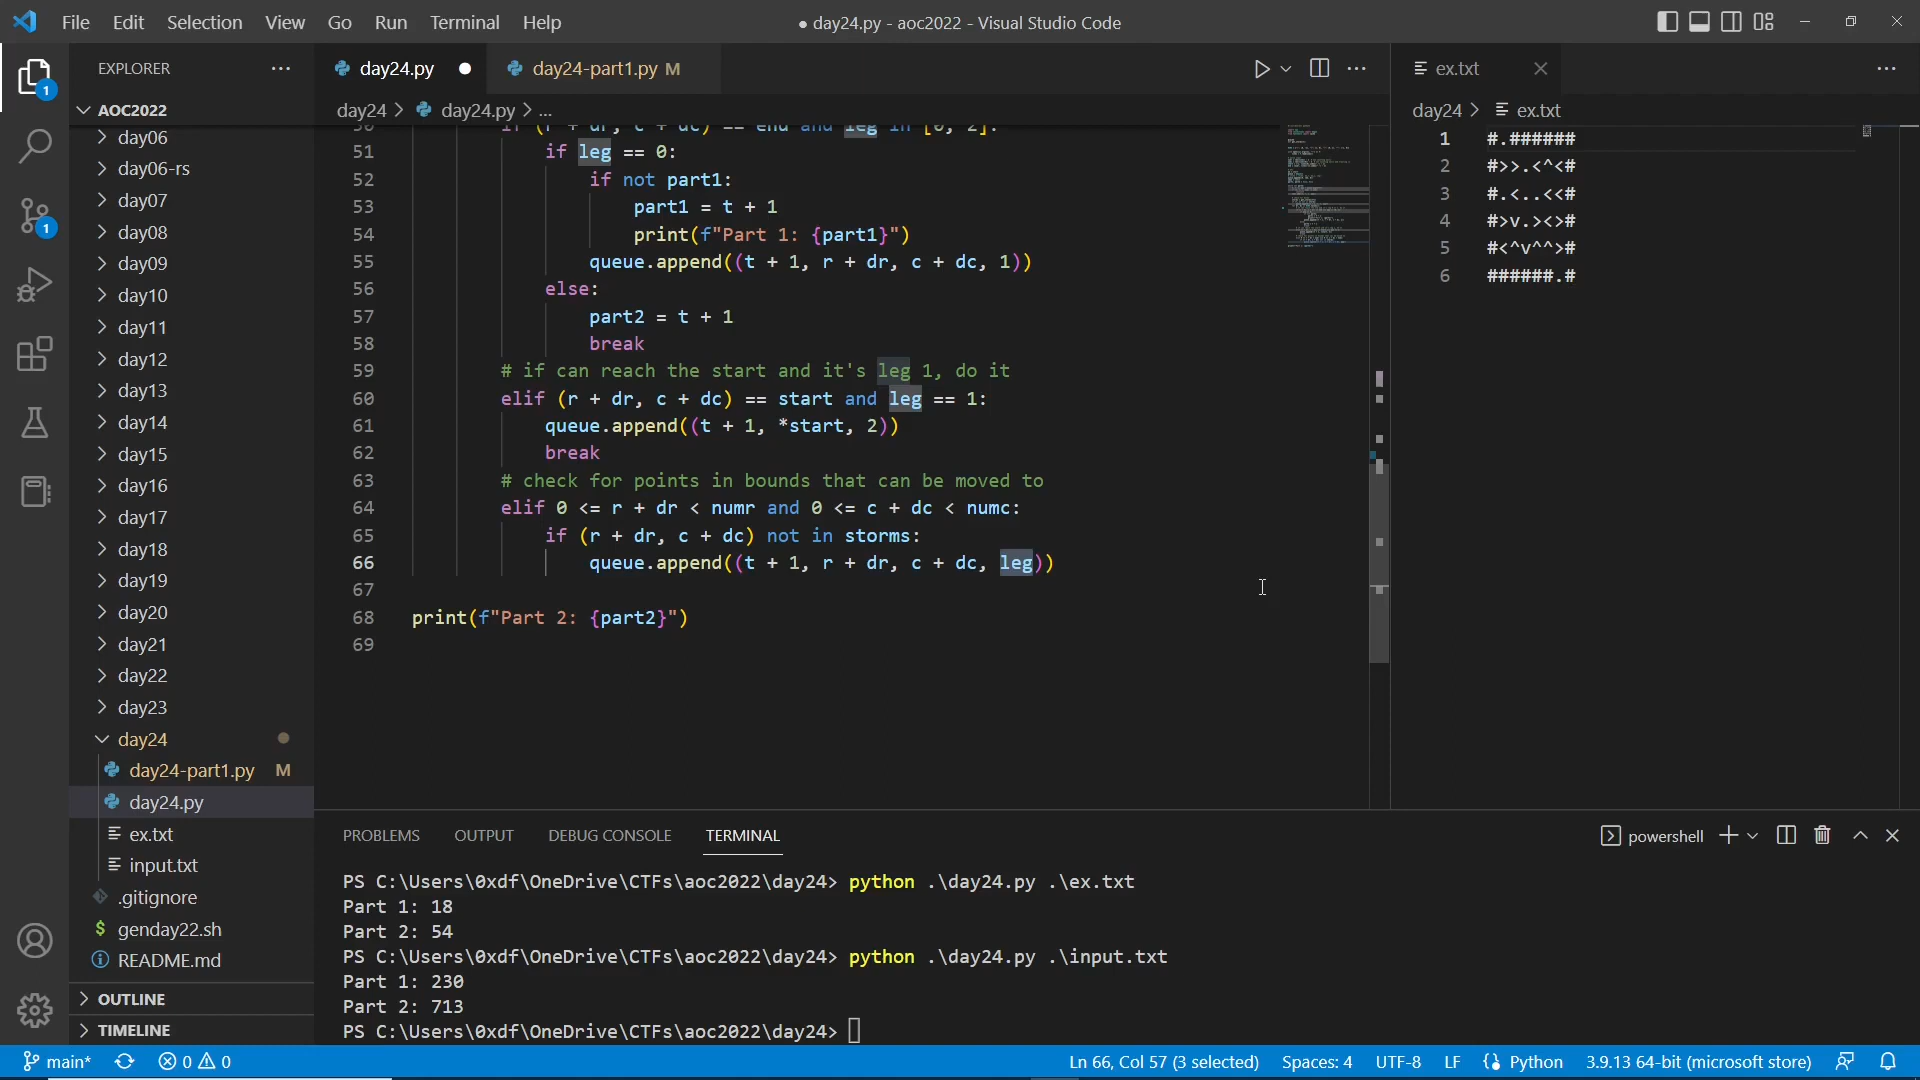 File Edit Selection View Go Run Terminal Help
● day24.py - aoc2022 - Visual Studio Code
EXPLORER
AOC2022
day06
day06-rs
day07
day08
day09
day10
day11
day12
day13
day14
day15
day16
day17
day18
day19
day20
day21
day22
day23
day24
day24-part1.py M
day24.py
ex.txt
input.txt
.gitignore
genday22.sh
README.md
OUTLINE
TIMELINE
1
1
day24.py
day24-part1.py M
day24 > day24.py > ...
50 if (r + dr, c + dc) == end and leg in [0, 2]:
51 if leg == 0:
52 if not part1:
53 part1 = t + 1
54 print(f"Part 1: {part1}")
55 queue.append((t + 1, r + dr, c + dc, 1))
56 else:
57 part2 = t + 1
58 break
59 # if can reach the start and it's leg 1, do it
60 elif (r + dr, c + dc) == start and leg == 1:
61 queue.append((t + 1, *start, 2))
62 break
63 # check for points in bounds that can be moved to
64 elif 0 <= r + dr < numr and 0 <= c + dc < numc:
65 if (r + dr, c + dc) not in storms:
66 queue.append((t + 1, r + dr, c + dc, leg))
67
68 print(f"Part 2: {part2}")
69
ex.txt
day24 > ex.txt
1 #.######
2 #>>.<^<#
3 #.<..<<#
4 #>v.><>#
5 #<^v^^>#
6 ######.#
PROBLEMS OUTPUT DEBUG CONSOLE TERMINAL
powershell
PS C:\Users\0xdf\OneDrive\CTFs\aoc2022\day24> python .\day24.py .\ex.txt
Part 1: 18
Part 2: 54
PS C:\Users\0xdf\OneDrive\CTFs\aoc2022\day24> python .\day24.py .\input.txt
Part 1: 230
Part 2: 713
PS C:\Users\0xdf\OneDrive\CTFs\aoc2022\day24>
main* 0 0
Ln 66, Col 57 (3 selected) Spaces: 4 UTF-8 LF Python 3.9.13 64-bit (microsoft store)